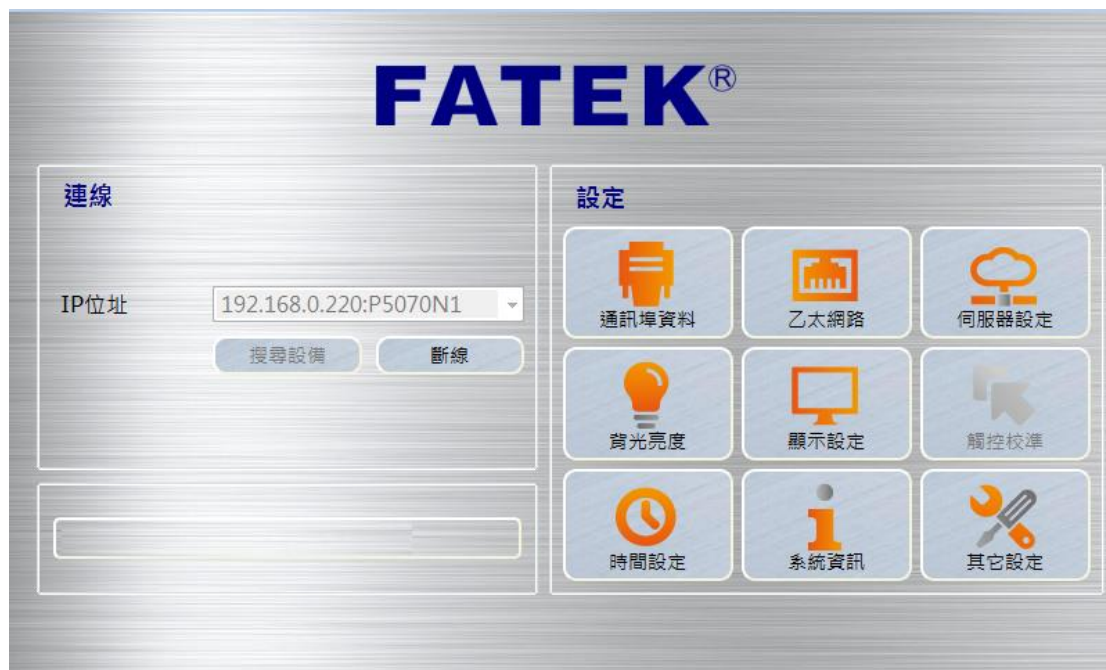 FATEK®
連線
IP位址
192.168.0.220:P5070N1
搜尋設備
斷線
設定
通訊埠資料
乙太網路
伺服器設定
背光亮度
顯示設定
觸控校準
時間設定
系統資訊
其它設定